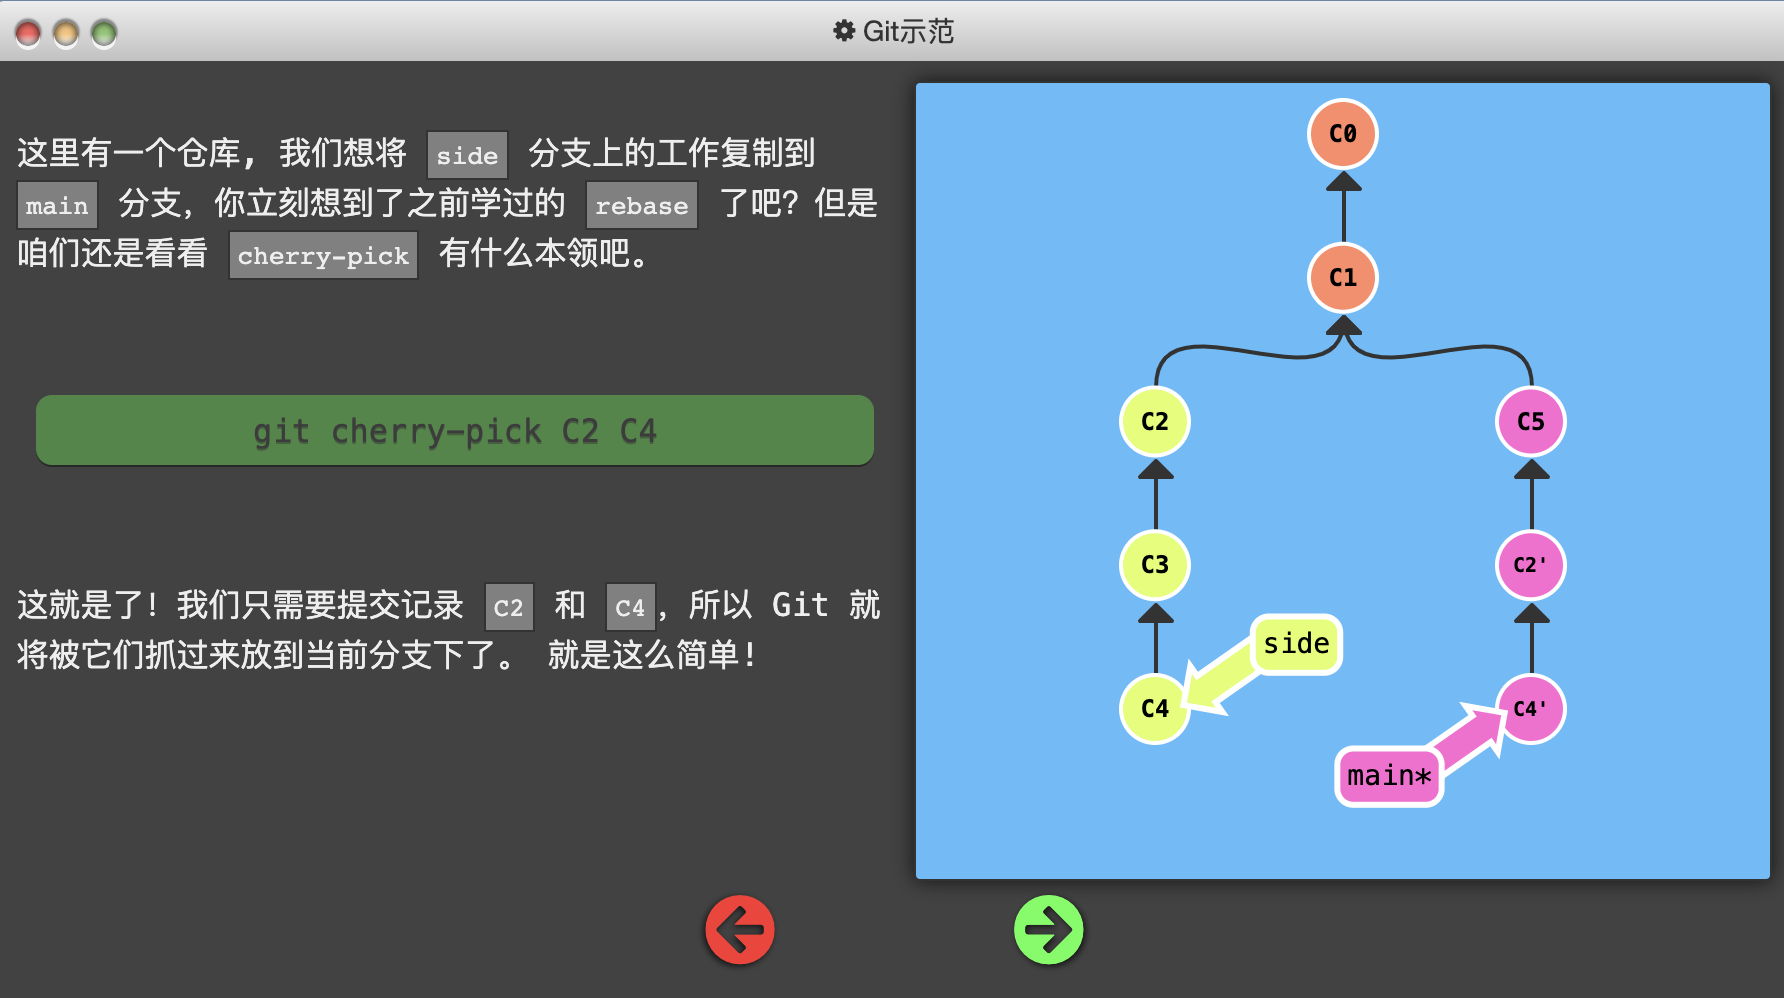 Git示范
这里有一个仓库, 我们想将 side 分支上的工作复制到
main 分支，你立刻想到了之前学过的 rebase 了吧？但是
咱们还是看看 cherry-pick 有什么本领吧。
git cherry-pick C2 C4
这就是了！我们只需要提交记录 C2 和 C4，所以 Git 就
将被它们抓过来放到当前分支下了。 就是这么简单!
C0
C1
C2
C5
C3
C2'
side
C4
C4'
main*